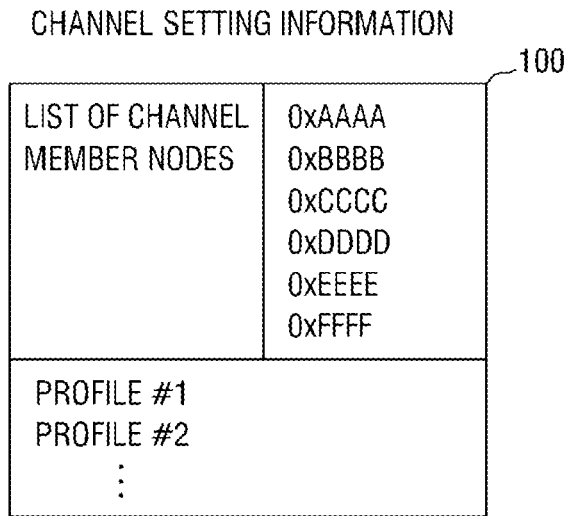 CHANNEL SETTING INFORMATION
100
LIST OF CHANNEL
MEMBER NODES
0xAAAA
0xBBBB
0xCCCC
0xDDDD
0xEEEE
0xFFFF
PROFILE #1
PROFILE #2
⋮